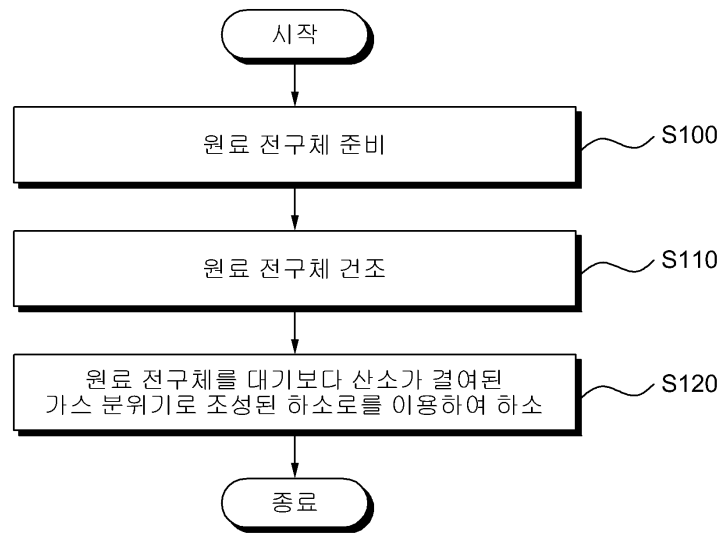 시작
원료 전구체 준비
S100
원료 전구체 건조
S110
원료 전구체를 대기보다 산소가 결여된
가스 분위기로 조성된 하소로를 이용하여 하소
S120
종료